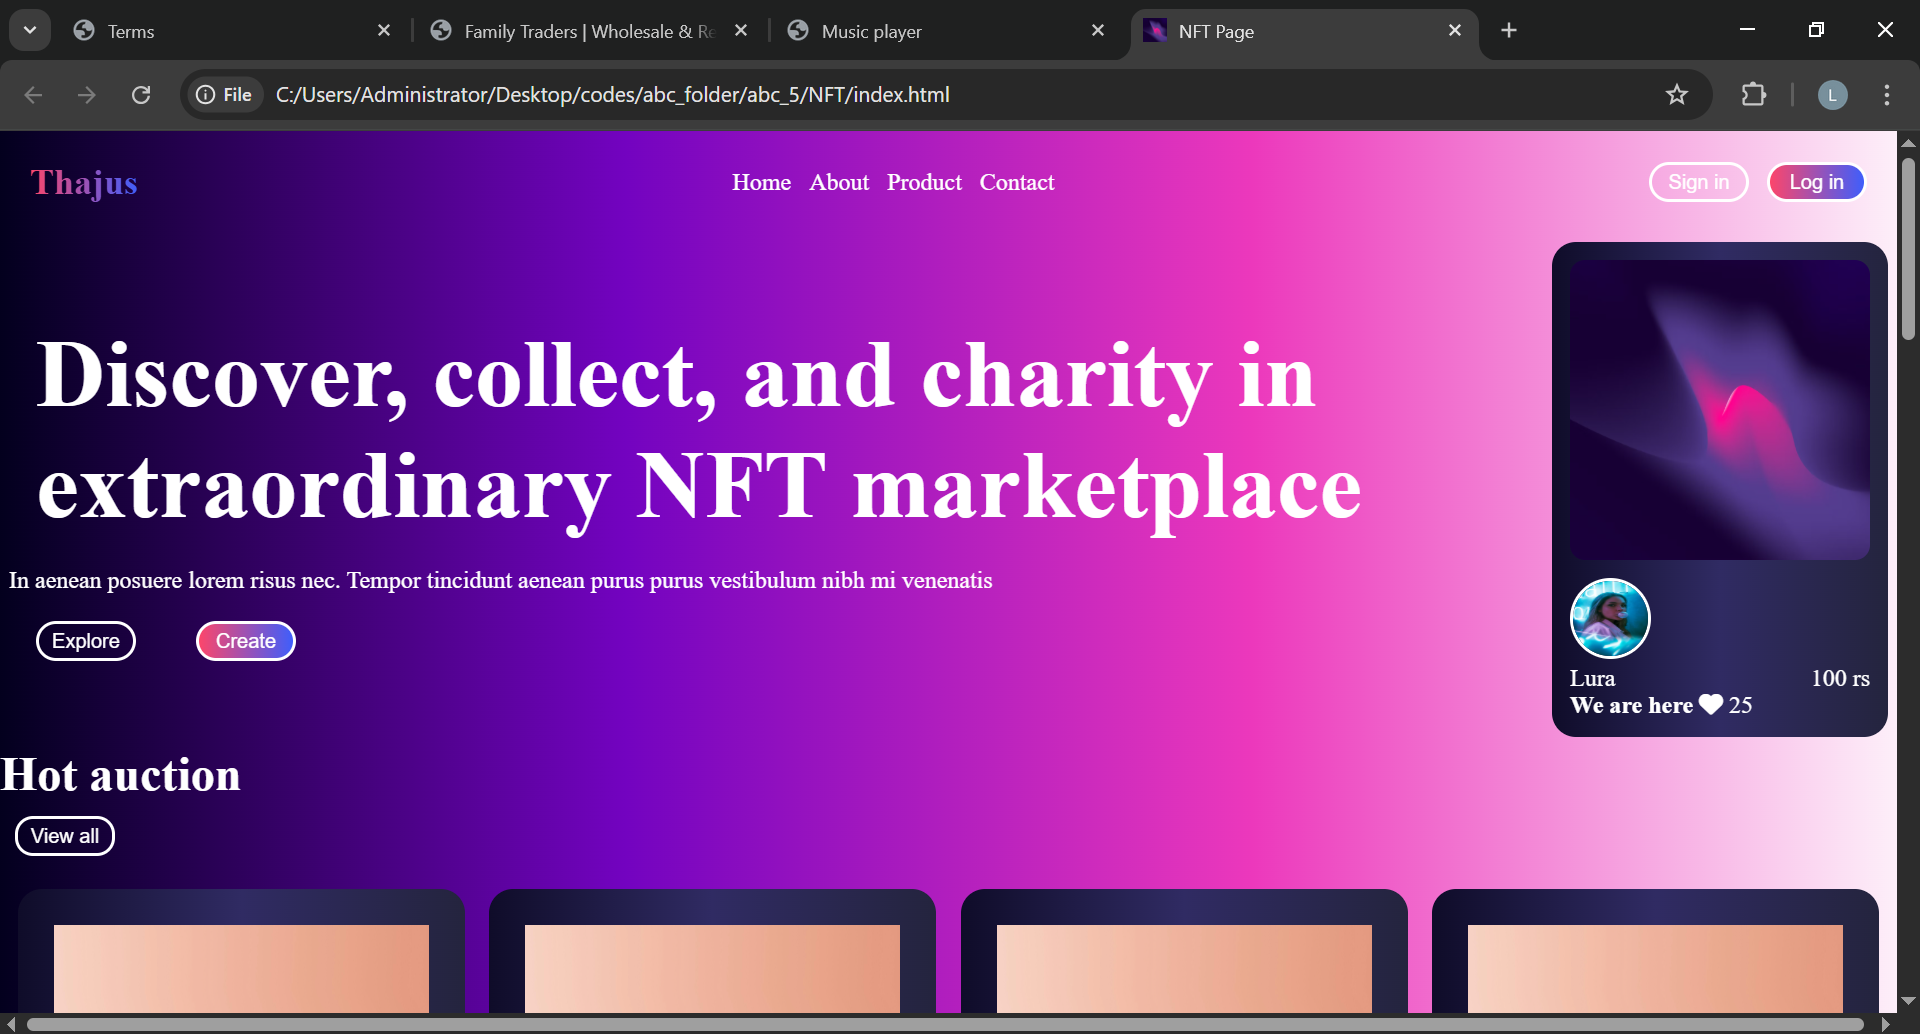 Terms
Family Traders | Wholesale & Re
Music player
NFT Page
File
C:/Users/Administrator/Desktop/codes/abc_folder/abc_5/NFT/index.html
L
Thajus
Home About Product Contact
Sign in
Log in
Discover, collect, and charity in
extraordinary NFT marketplace
In aenean posuere lorem risus nec. Tempor tincidunt aenean purus purus vestibulum nibh mi venenatis
Explore
Create
Lura 100 rs
We are here 25
Hot auction
View all